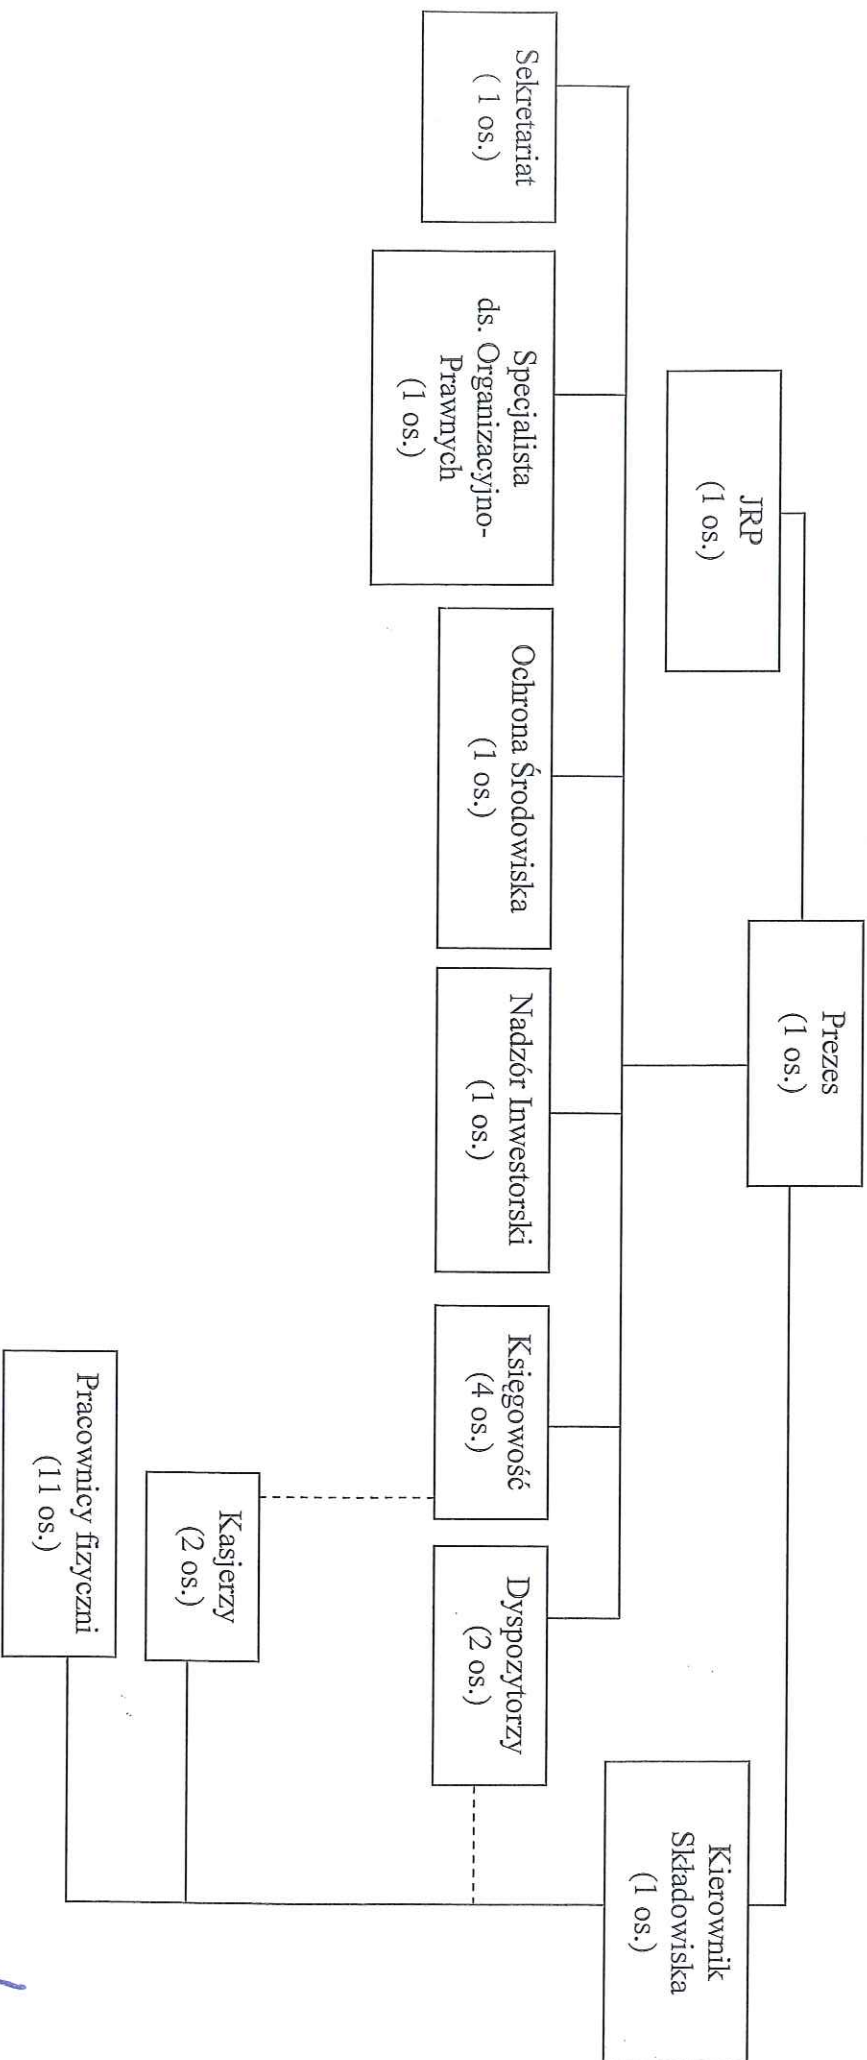 Prezes
(1 os.)
JRP
(1 os.)
Kierownik
Składowiska
(1 os.)
Sekretariat
( 1 os.)
Specjalista
ds. Organizacyjno-
Prawnych
(1 os.)
Ochrona Środowiska
(1 os.)
Nadzór Inwestorski
(1 os.)
Księgowość
(4 os.)
Dyspozytorzy
(2 os.)
Kasjerzy
(2 os.)
Pracownicy fizyczni
(11 os.)